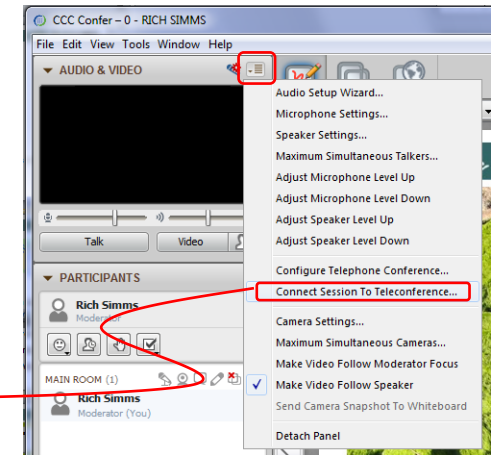 CCC Confer – 0 - RICH SIMMS
File Edit View Tools Window Help
AUDIO & VIDEO
Talk
Video
PARTICIPANTS
Rich Simms
Moderator
MAIN ROOM (1)
Rich Simms
Moderator (You)
Audio Setup Wizard...
Microphone Settings...
Speaker Settings...
Maximum Simultaneous Talkers...
Adjust Microphone Level Up
Adjust Microphone Level Down
Adjust Speaker Level Up
Adjust Speaker Level Down
Configure Telephone Conference...
Connect Session To Teleconference...
Camera Settings...
Maximum Simultaneous Cameras...
Make Video Follow Moderator Focus
Make Video Follow Speaker
Send Camera Snapshot To Whiteboard
Detach Panel